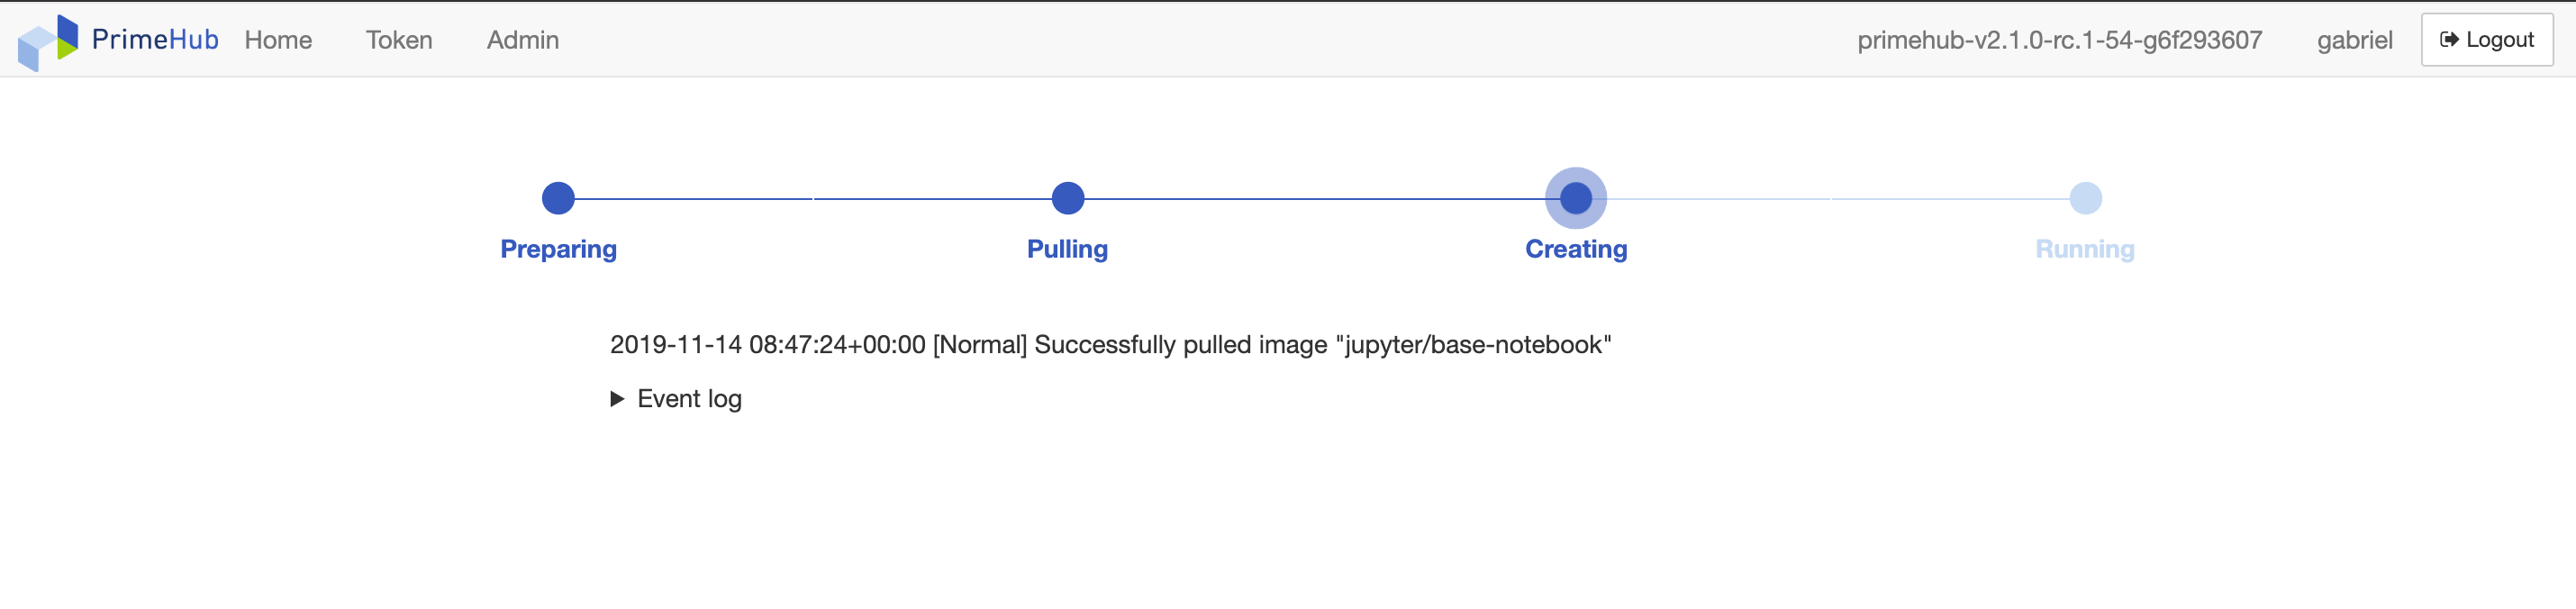 PrimeHub Home Token Admin primehub-v2.1.0-rc.1-54-g6f293607 gabriel Logout
Preparing Pulling Creating Running
2019-11-14 08:47:24+00:00 [Normal] Successfully pulled image "jupyter/base-notebook"
Event log